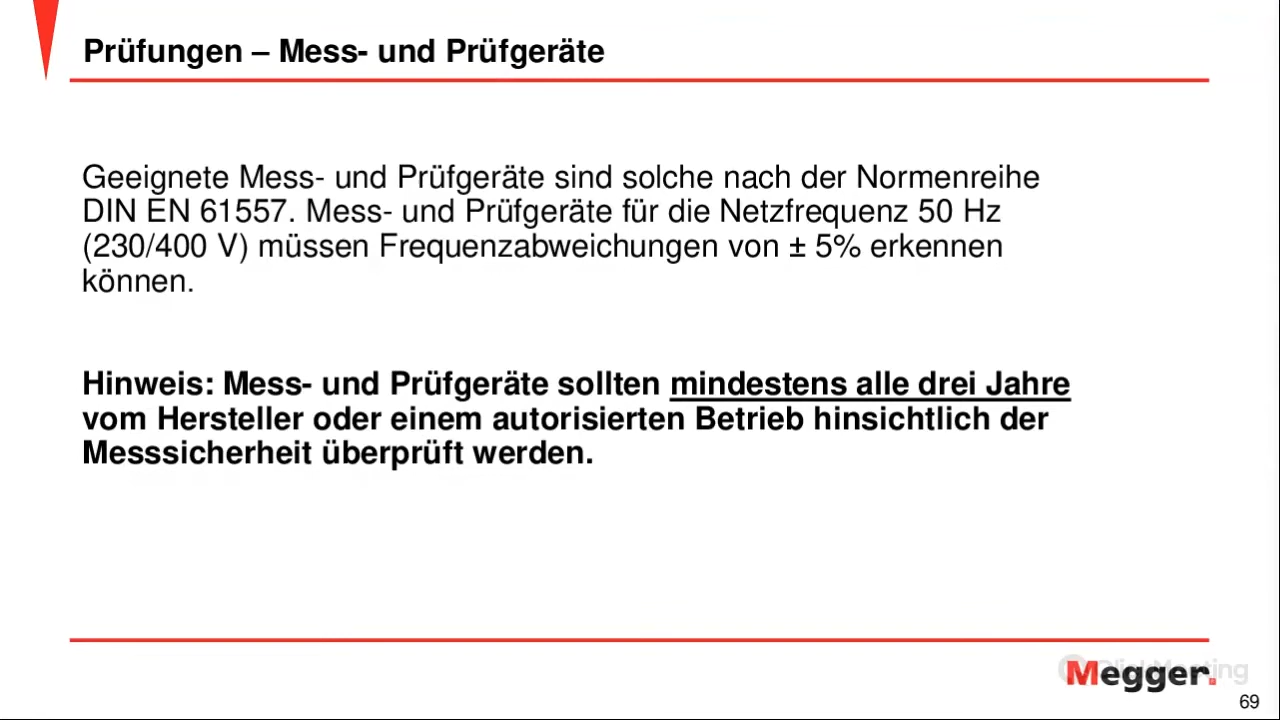 Prüfungen – Mess- und Prüfgeräte
Geeignete Mess- und Prüfgeräte sind solche nach der Normenreihe
DIN EN 61557. Mess- und Prüfgeräte für die Netzfrequenz 50 Hz
(230/400 V) müssen Frequenzabweichungen von ± 5% erkennen
können.
Hinweis: Mess- und Prüfgeräte sollten mindestens alle drei Jahre
vom Hersteller oder einem autorisierten Betrieb hinsichtlich der
Messsicherheit überprüft werden.
Megger.
69